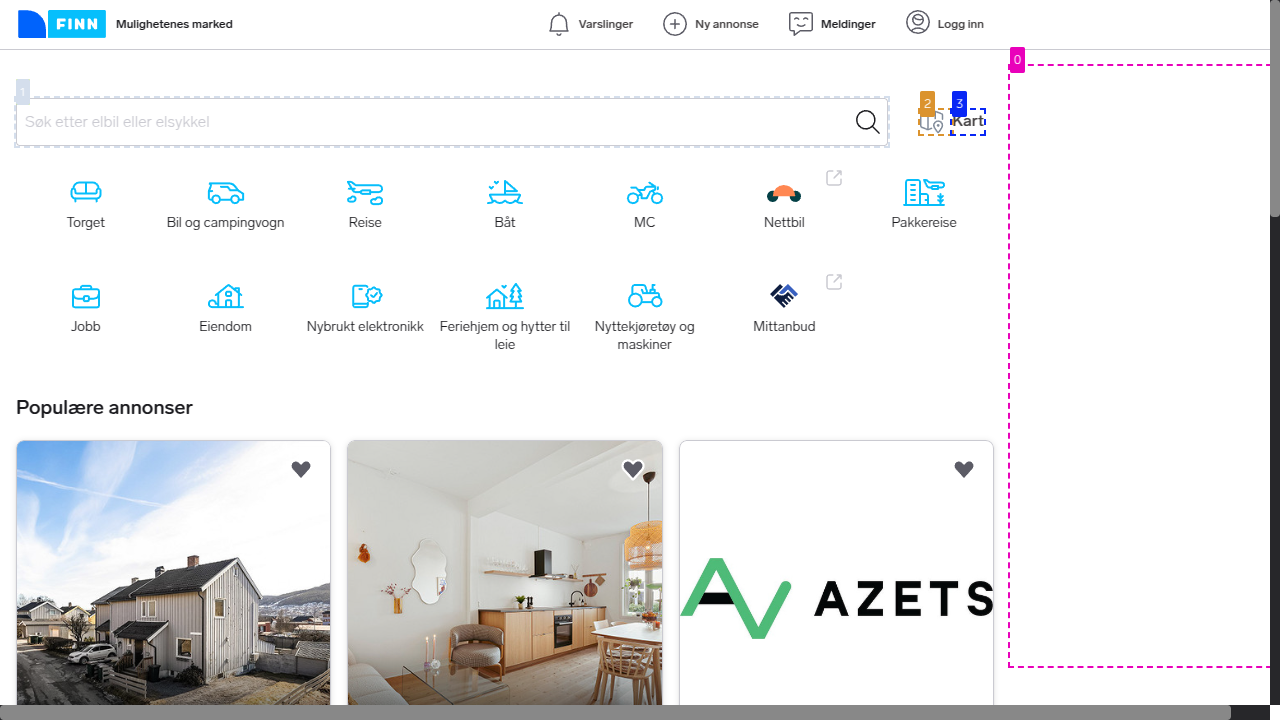 FINN
Mulighetenes marked
Varslinger
Ny annonse
Meldinger
Logg inn
0
1
2
3
Søk etter elbil eller elsykkel
Kart
Torget
Bil og campingvogn
Reise
Båt
MC
Nettbil
Pakkereise
Jobb
Eiendom
Nybrukt elektronikk
Feriehjem og hytter til
leie
Nyttekjøretøy og
maskiner
Mittanbud
Populære annonser
AZETS